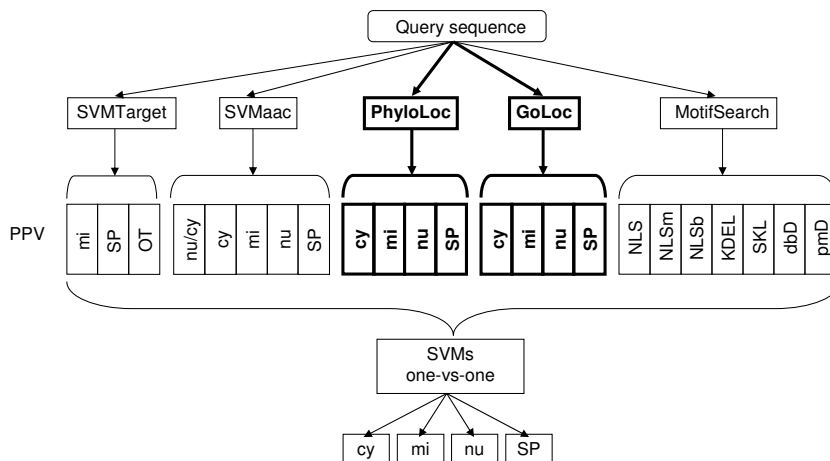 Query sequence
SVMTarget
SVMaac
PhyloLoc
GoLoc
MotifSearch
PPV
mi
SP
OT
nu/cy
cy
mi
nu
SP
cy
mi
nu
SP
cy
mi
nu
SP
NLS
NLSm
NLSb
KDEL
SKL
dbD
pmD
SVMs
one-vs-one
cy
mi
nu
SP